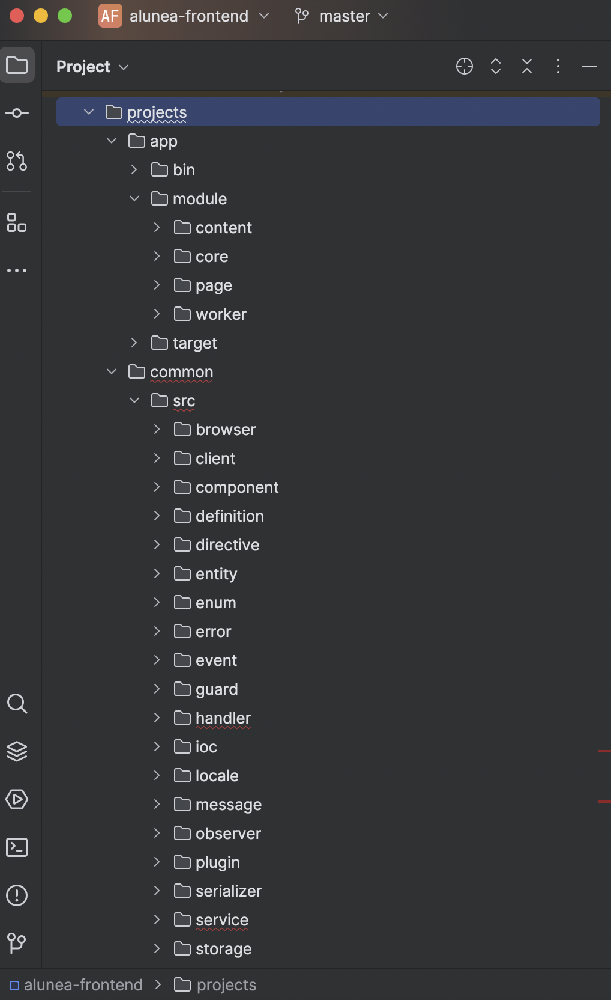 AF alunea-frontend master
Project
projects
app
bin
module
content
core
page
worker
target
common
src
browser
client
component
definition
directive
entity
enum
error
event
guard
handler
ioc
locale
message
observer
plugin
serializer
service
storage
alunea-frontend projects